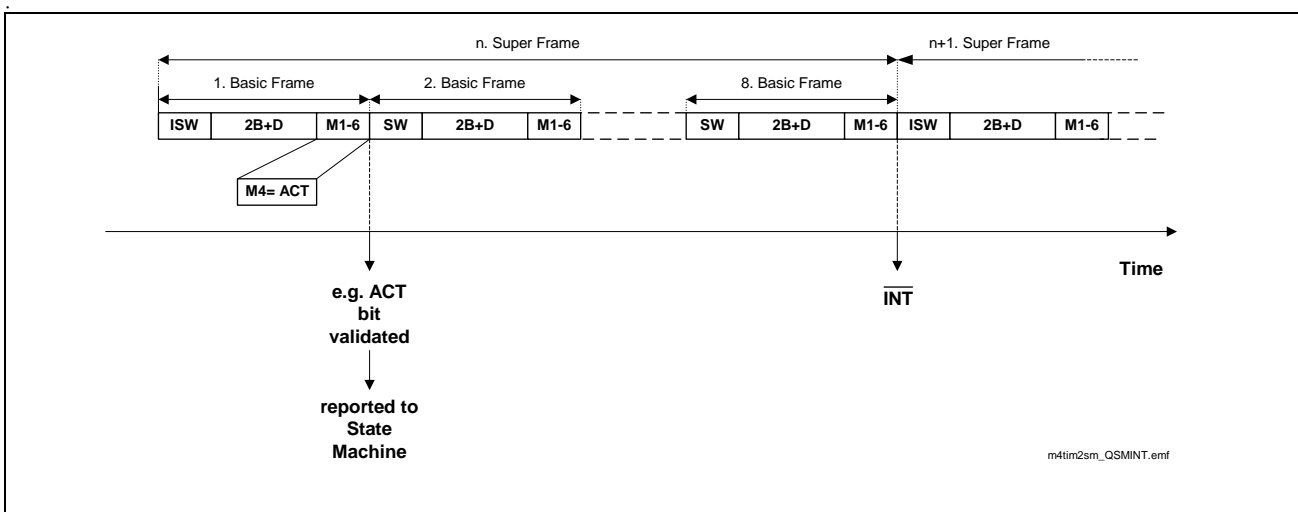 .
n. Super Frame
n+1. Super Frame
1. Basic Frame
2. Basic Frame
8. Basic Frame
ISW 2B+D M1-6 SW 2B+D M1-6 SW 2B+D M1-6 ISW 2B+D M1-6
M4= ACT
Time
e.g. ACT
bit
validated
INT
reported to
State
Machine
m4tim2sm_QSMINT.emf